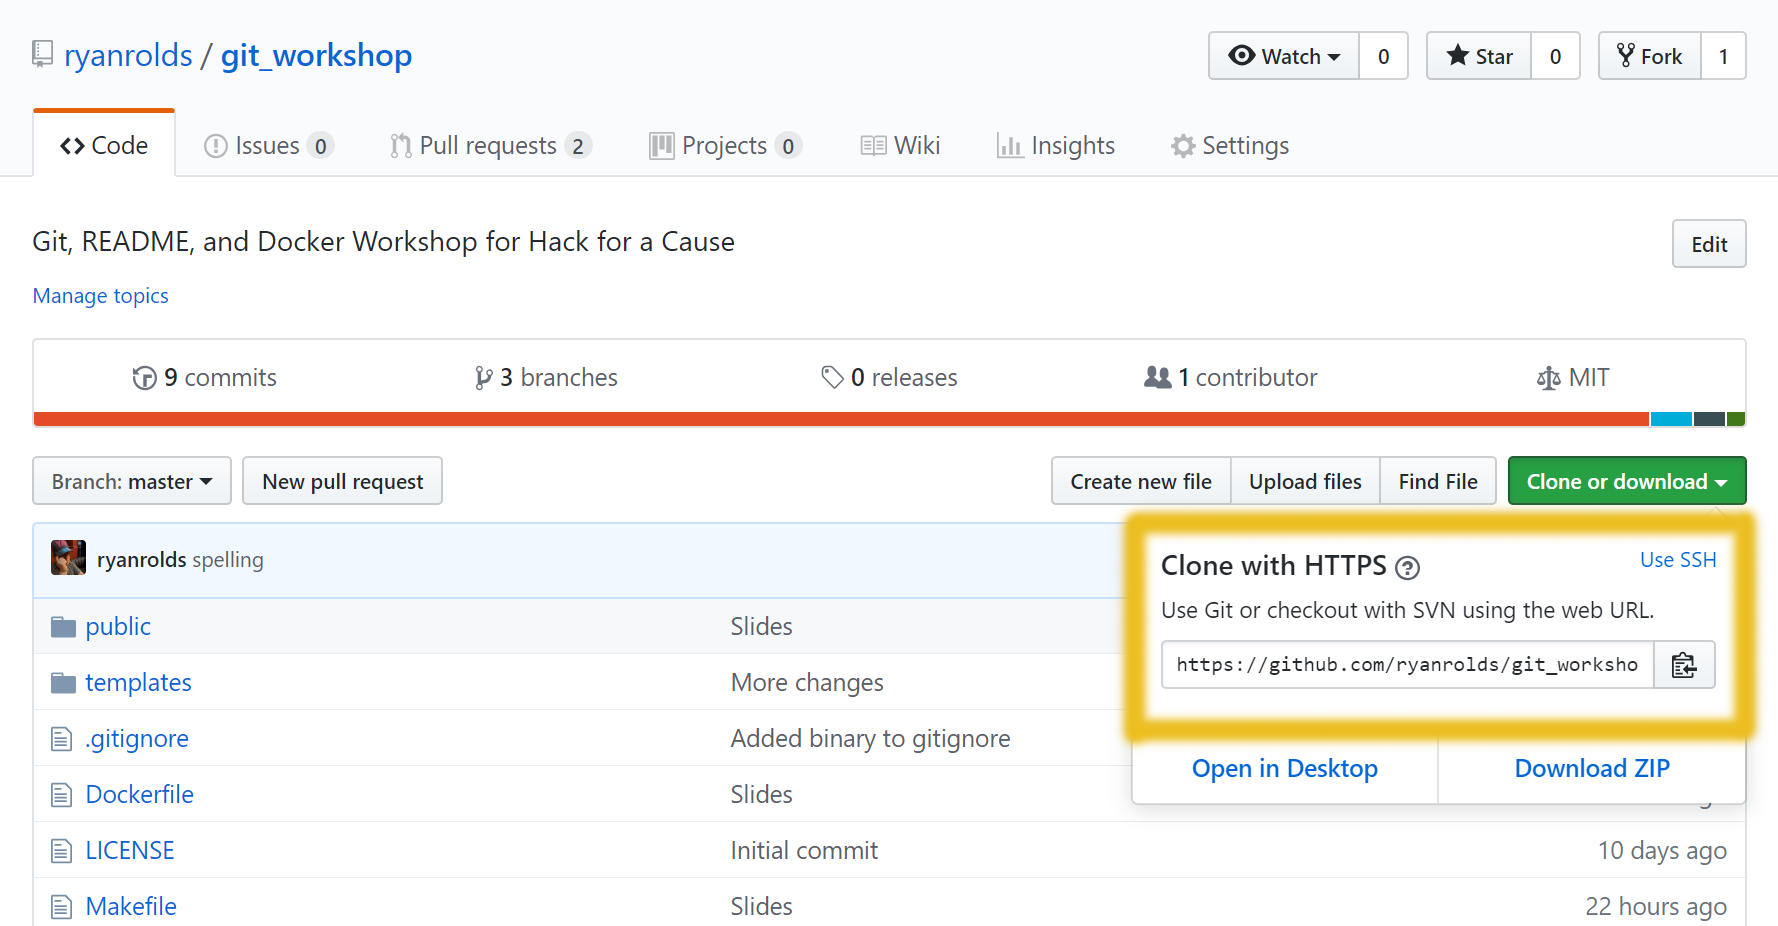 ryanrolds / git_workshop
Watch 0 Star 0 Fork 1
Code Issues 0 Pull requests 2 Projects 0 Wiki Insights Settings
Git, README, and Docker Workshop for Hack for a Cause Edit
Manage topics
9 commits 3 branches 0 releases 1 contributor MIT
Branch: master New pull request Create new file Upload files Find File Clone or download
ryanrolds spelling
Clone with HTTPS ? Use SSH
Use Git or checkout with SVN using the web URL.
https://github.com/ryanrolds/git_worksho
Open in Desktop Download ZIP
public Slides
templates More changes
.gitignore Added binary to gitignore
Dockerfile Slides
LICENSE Initial commit 10 days ago
Makefile Slides 22 hours ago